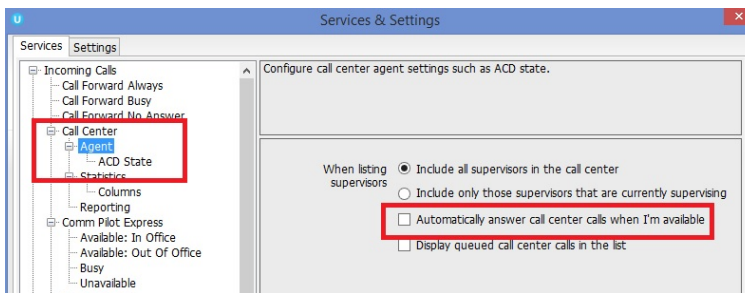 U
Services & Settings
Services Settings
Incoming Calls
Call Forward Always
Call Forward Busy
Call Forward No Answer
Call Center
Agent
ACD State
Statistics
Columns
Reporting
Comm Pilot Express
Available: In Office
Available: Out Of Office
Busy
Unavailable
Configure call center agent settings such as ACD state.
When listing
supervisors
Include all supervisors in the call center
Include only those supervisors that are currently supervising
Automatically answer call center calls when I'm available
Display queued call center calls in the list